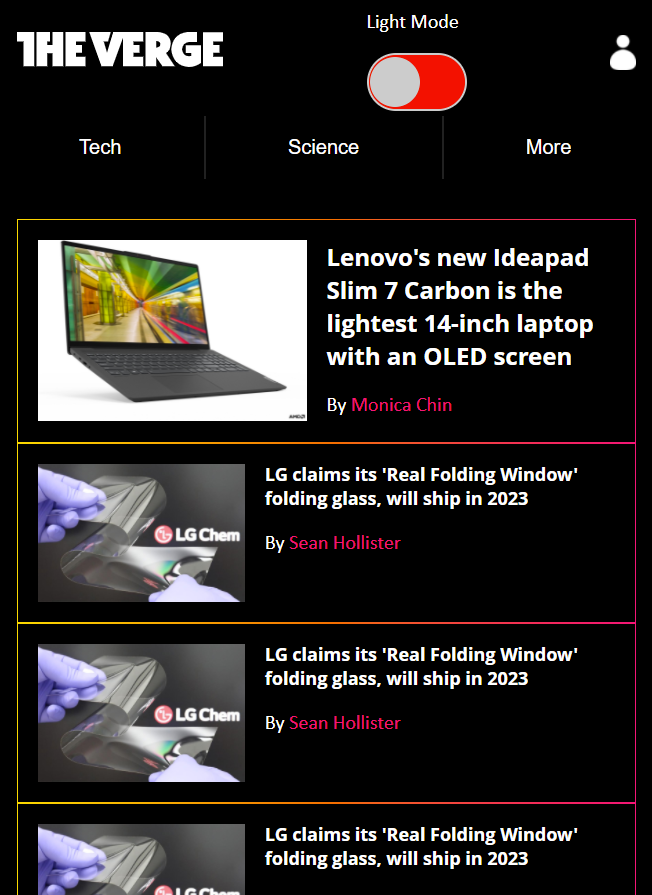 THE VERGE
Light Mode
Tech
Science
More
Lenovo's new Ideapad
Slim 7 Carbon is the
lightest 14-inch laptop
with an OLED screen
By Monica Chin
AMD
LG claims its 'Real Folding Window'
folding glass, will ship in 2023
By Sean Hollister
LG Chem
LG claims its 'Real Folding Window'
folding glass, will ship in 2023
By Sean Hollister
LG Chem
LG claims its 'Real Folding Window'
folding glass, will ship in 2023
LG Chem